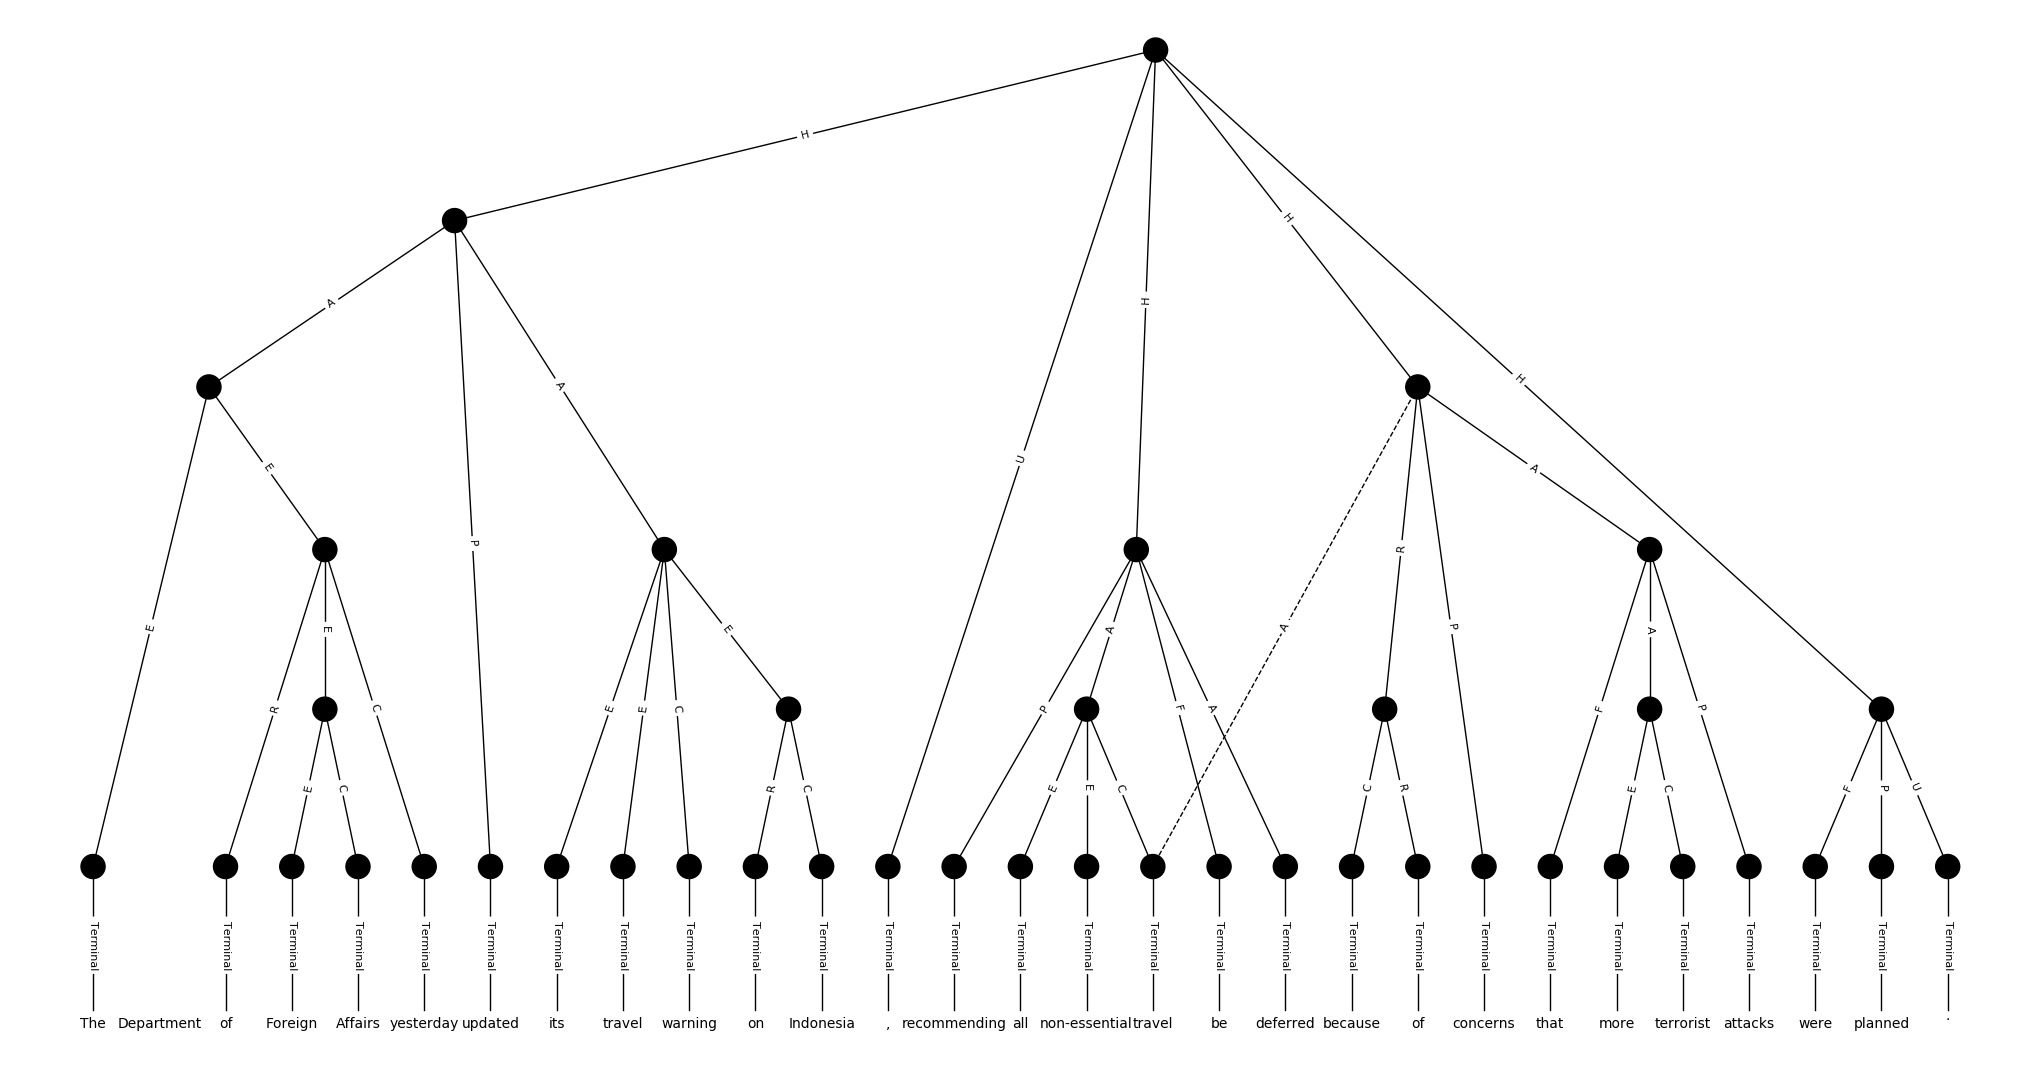 H
H
H
A
A
H
U
H
E
A
P
E
P
R
A
E
E
E
A
F
A
R
C
E
E
C
P
F
A
F
P
E
C
R
C
E
E
C
C
R
E
C
F
P
U
Terminal Terminal Terminal Terminal Terminal Terminal Terminal Terminal Terminal Terminal Terminal Terminal Terminal Terminal Terminal Terminal Terminal Terminal Terminal Terminal Terminal Terminal Terminal Terminal Terminal Terminal Terminal Terminal
The Department of Foreign Affairs yesterday updated its travel warning on Indonesia , recommending all non-essential travel be deferred because of concerns that more terrorist attacks were planned .